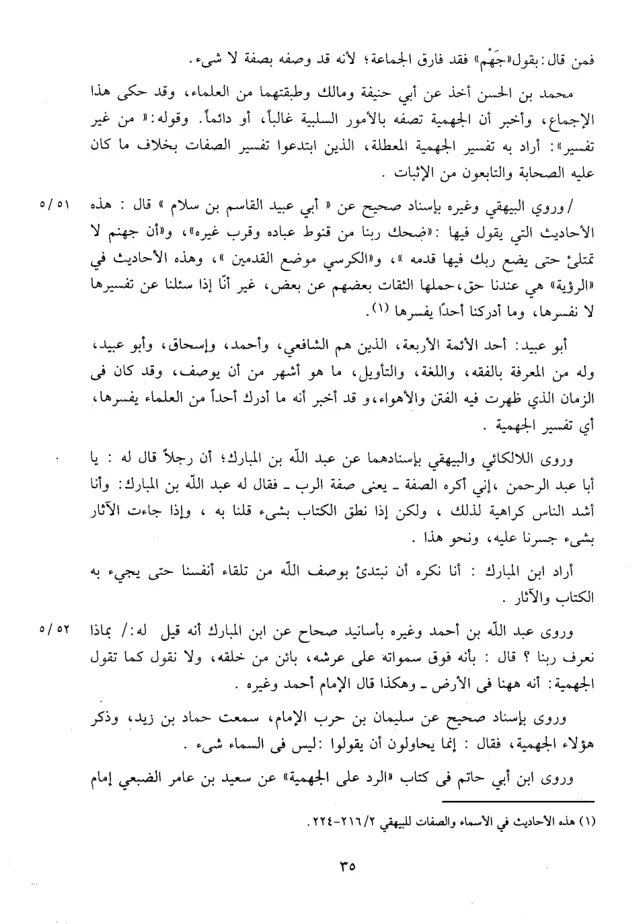 فمن قال: بقول «جَهْم» فقد فارق الجماعة؛ لأنه قد وصفه بصفة لا شىء.
محمد بن الحسن أخذ عن أبي حنيفة ومالك وطبقتهما من العلماء، وقد حكى هذا
الإجماع، وأخبر أن الجهمية تصفه بالأمور السلبية غالباً، أو دائماً. وقوله:« من غير
تفسير»: أراد به تفسير الجهمية المعطلة، الذين ابتدعوا تفسير الصفات بخلاف ما كان
عليه الصحابة والتابعون من الإثبات .
/ وروي البيهقي وغيره بإسناد صحيح عن « أبي عبيد القاسم بن سلام » قال : هذه ٥/٥١
الأحاديث التي يقول فيها :« ضحك ربنا من قنوط عباده وقرب غيره»، و«أن جهنم لا
تمتلئ حتى يضع ربك فيها قدمه »، و«الكرسي موضع القدمين »، وهذه الأحاديث في
«الرؤية» هي عندنا حق، حملها الثقات بعضهم عن بعض، غير أنّا إذا سئلنا عن تفسيرها
لا نفسرها، وما أدركنا أحدًا يفسرها (١).
أبو عبيد: أحد الأئمة الأربعة، الذين هم الشافعي، وأحمد، وإسحاق، وأبو عبيد،
وله من المعرفة بالفقه، واللغة، والتأويل، ما هو أشهر من أن يوصف، وقد كان فى
الزمان الذي ظهرت فيه الفتن والأهواء، و قد أخبر أنه ما أدرك أحداً من العلماء يفسرها،
أي تفسير الجهمية .
وروى اللالكائي والبيهقي بإسنادهما عن عبد الله بن المبارك؛ أن رجلاً قال له : يا
أبا عبد الرحمن ،إني أكره الصفة ـ يعنى صفة الرب ـ فقال له عبد الله بن المبارك: وأنا
أشد الناس كراهية لذلك ، ولكن إذا نطق الكتاب بشىء قلنا به ، وإذا جاءت الآثار
بشىء جسرنا عليه، ونحو هذا .
أراد ابن المبارك : أنا نكره أن نبتدئ بوصف الله من تلقاء أنفسنا حتى يجيء به
الكتاب والآثار .
وروى عبد الله بن أحمد وغيره بأسانيد صحاح عن ابن المبارك أنه قيل له:/ بماذا ٥/٥٢
نعرف ربنا ؟ قال : بأنه فوق سمواته على عرشه، بائن من خلقه، ولا نقول كما تقول
الجهمية: أنه ههنا فى الأرض ـ وهكذا قال الإمام أحمد وغيره .
وروى بإسناد صحيح عن سليمان بن حرب الإمام، سمعت حماد بن زيد، وذكر
هؤلاء الجهمية، فقال : إنما يحاولون أن يقولوا :ليس فى السماء شىء .
وروى ابن أبي حاتم فى كتاب «الرد على الجهمية» عن سعيد بن عامر الضبعي إمام
(١) هذه الأحاديث في الأسماء والصفات للبيهقي ٢/ ٢١٦-٢٢٤.
٣٥